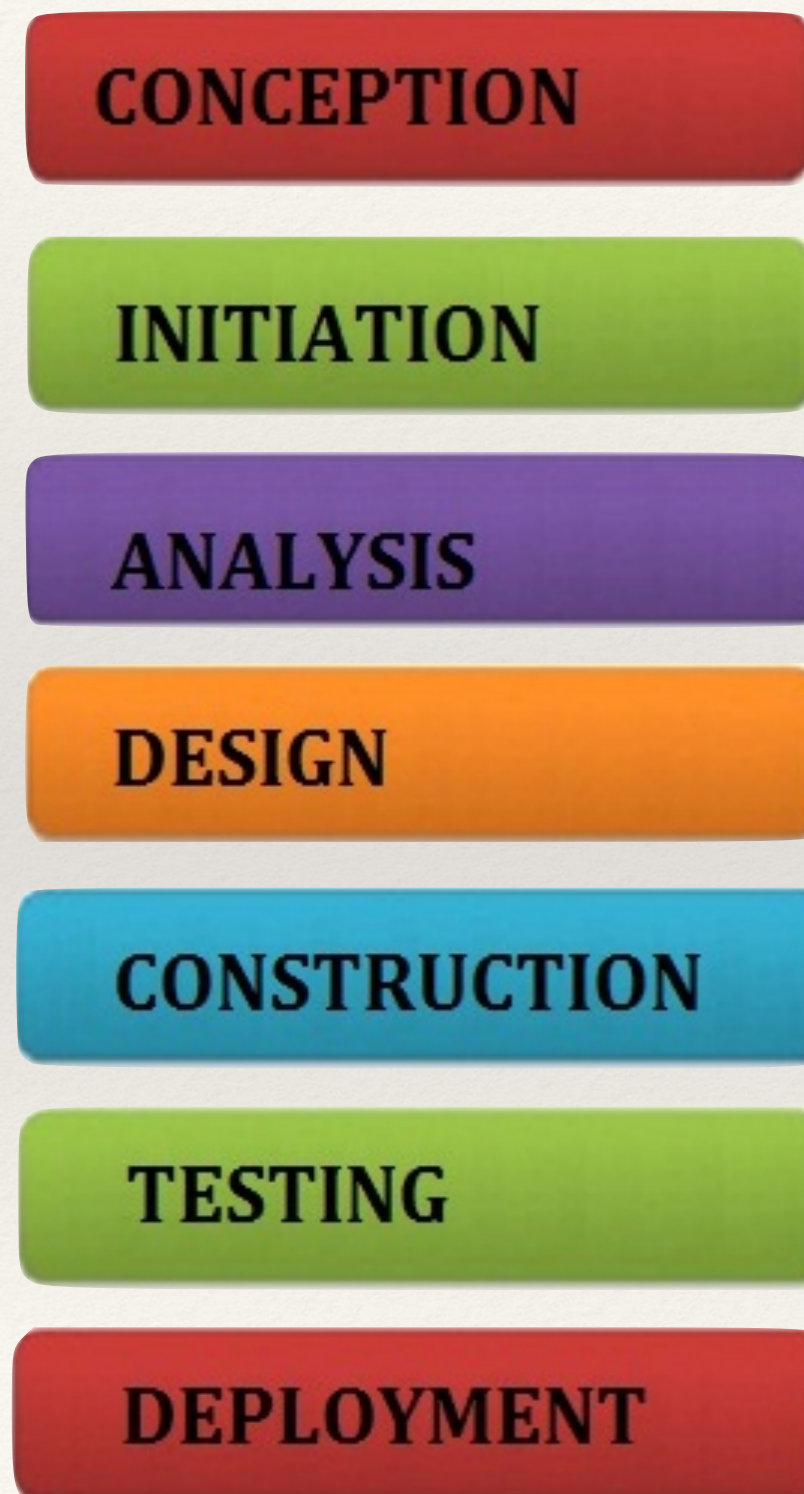 CONCEPTION
INITIATION
ANALYSIS
DESIGN
CONSTRUCTION
TESTING
DEPLOYMENT